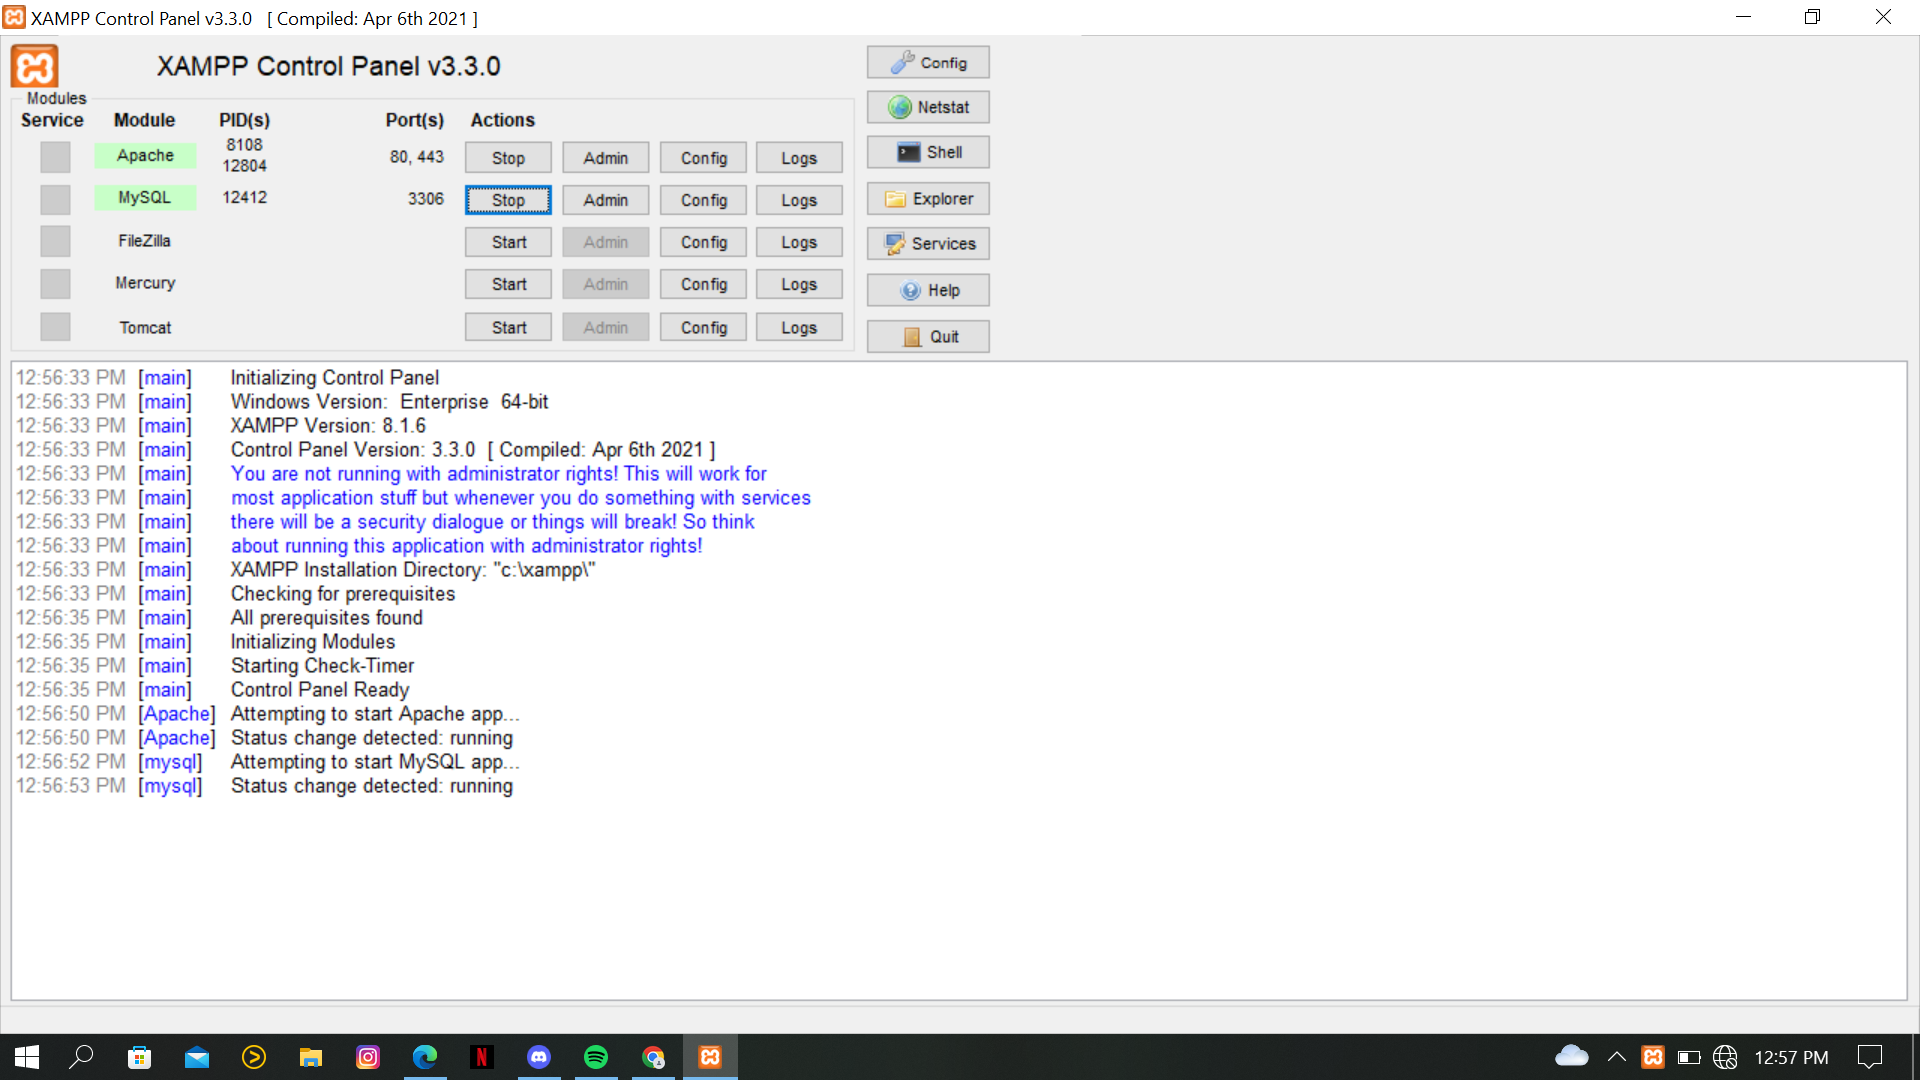 XAMPP Control Panel v3.3.0 [ Compiled: Apr 6th 2021 ]
XAMPP Control Panel v3.3.0
Config
Netstat
Shell
Explorer
Services
Help
Quit
Modules
Service Module PID(s) Port(s) Actions
Apache 8108 12804 80, 443 Stop Admin Config Logs
MySQL 12412 3306 Stop Admin Config Logs
FileZilla Start Admin Config Logs
Mercury Start Admin Config Logs
Tomcat Start Admin Config Logs
12:56:33 PM [main] Initializing Control Panel
12:56:33 PM [main] Windows Version: Enterprise 64-bit
12:56:33 PM [main] XAMPP Version: 8.1.6
12:56:33 PM [main] Control Panel Version: 3.3.0 [ Compiled: Apr 6th 2021 ]
12:56:33 PM [main] You are not running with administrator rights! This will work for
12:56:33 PM [main] most application stuff but whenever you do something with services
12:56:33 PM [main] there will be a security dialogue or things will break! So think
12:56:33 PM [main] about running this application with administrator rights!
12:56:33 PM [main] XAMPP Installation Directory: "c:\xampp\"
12:56:33 PM [main] Checking for prerequisites
12:56:35 PM [main] All prerequisites found
12:56:35 PM [main] Initializing Modules
12:56:35 PM [main] Starting Check-Timer
12:56:35 PM [main] Control Panel Ready
12:56:50 PM [Apache] Attempting to start Apache app...
12:56:50 PM [Apache] Status change detected: running
12:56:52 PM [mysql] Attempting to start MySQL app...
12:56:53 PM [mysql] Status change detected: running
12:57 PM